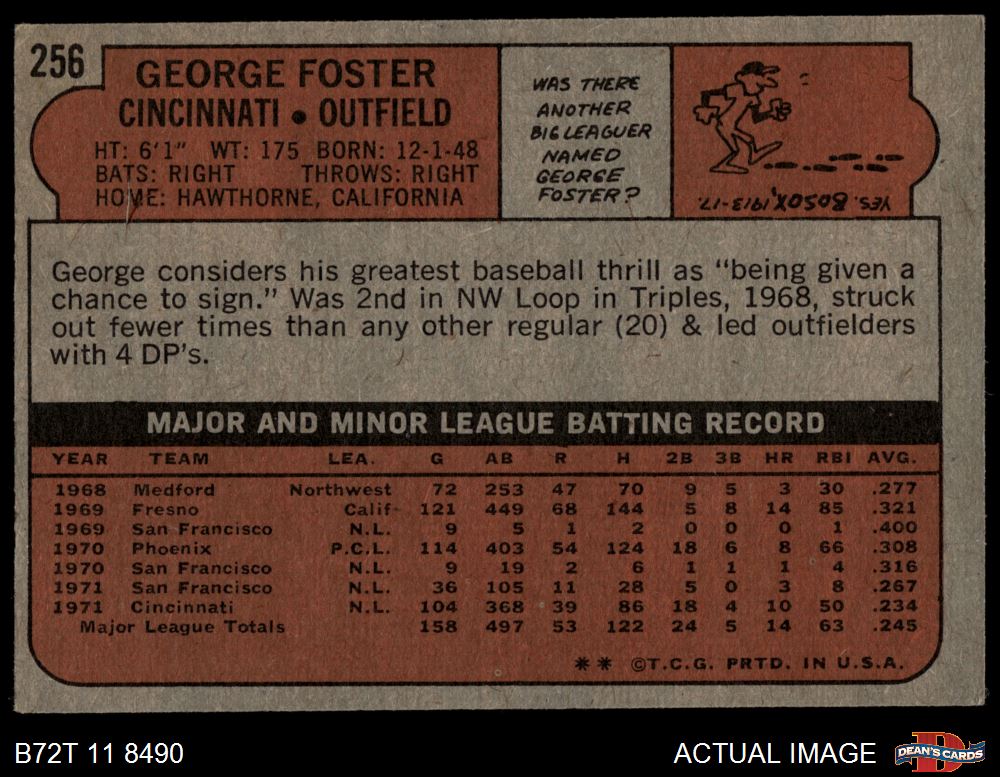 256
GEORGE FOSTER
CINCINNATI • OUTFIELD
HT: 6'1" WT: 175 BORN: 12-1-48
BATS: RIGHT THROWS: RIGHT
HOME: HAWTHORNE, CALIFORNIA
WAS THERE
ANOTHER
BIG LEAGUER
NAMED
GEORGE
FOSTER?
YES. BOSOX, 1913-17.
George considers his greatest baseball thrill as "being given a
chance to sign." Was 2nd in NW Loop in Triples, 1968, struck
out fewer times than any other regular (20) & led outfielders
with 4 DP's.
MAJOR AND MINOR LEAGUE BATTING RECORD
YEAR TEAM LEA. G AB R H 2B 3B HR RBI AVG.
1968 Medford Northwest 72 253 47 70 9 5 3 30 .277
1969 Fresno Calif 121 449 68 144 5 8 14 85 .321
1969 San Francisco N.L. 9 5 1 2 0 0 0 1 .400
1970 Phoenix P.C.L. 114 403 54 124 18 6 8 66 .308
1970 San Francisco N.L. 9 19 2 6 1 1 1 4 .316
1971 San Francisco N.L. 36 105 11 28 5 0 3 8 .267
1971 Cincinnati N.L. 104 368 39 86 18 4 10 50 .234
Major League Totals 158 497 53 122 24 5 14 63 .245
** ©T.C.G. PRTD. IN U.S.A.
B72T 11 8490
ACTUAL IMAGE
D
DEAN'S CARDS